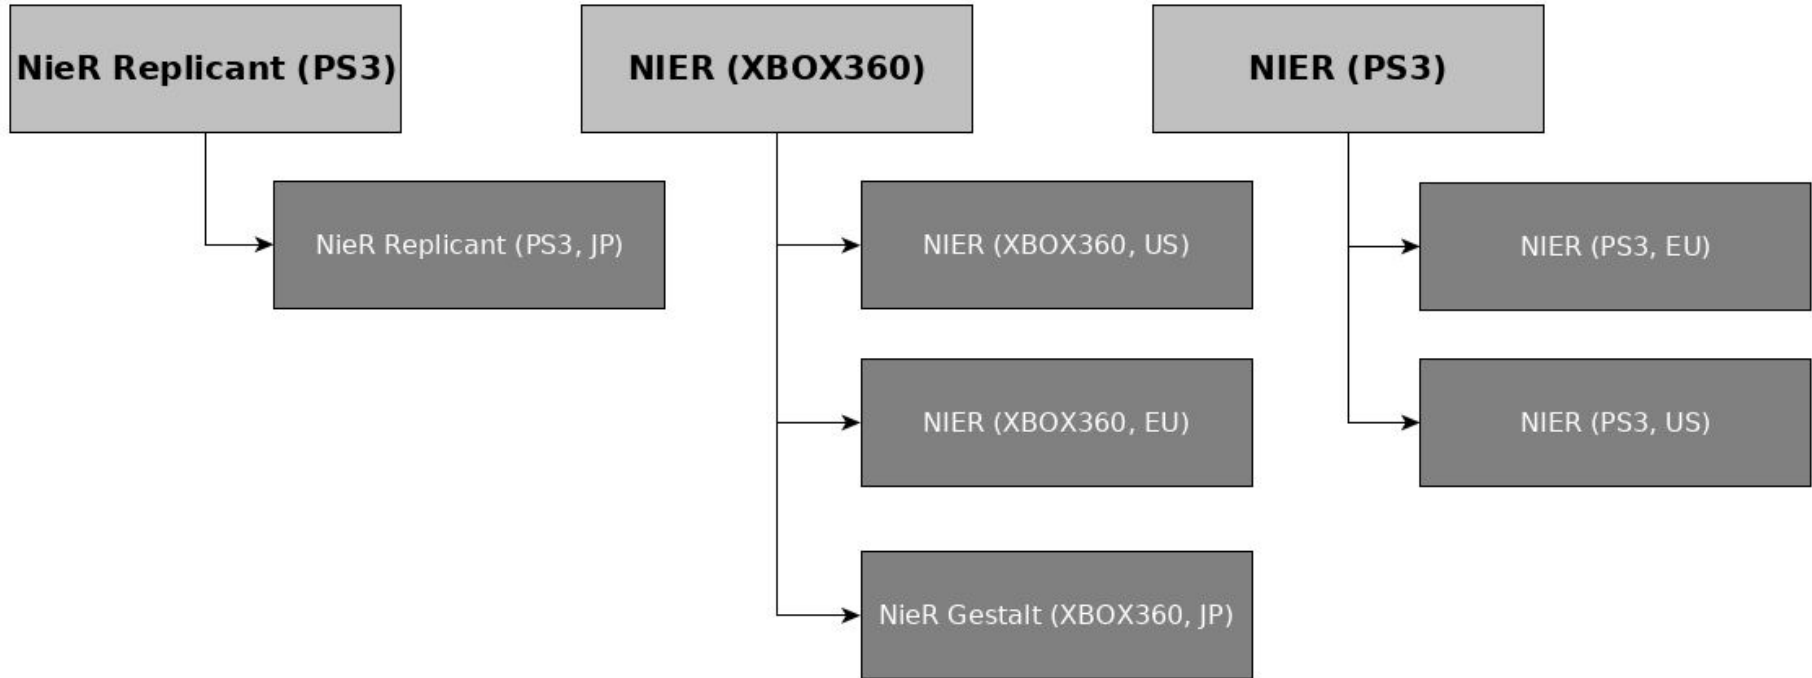 NieR Replicant (PS3)
NIER (XBOX360)
NIER (PS3)
NieR Replicant (PS3, JP)
NIER (XBOX360, US)
NIER (PS3, EU)
NIER (XBOX360, EU)
NIER (PS3, US)
NieR Gestalt (XBOX360, JP)